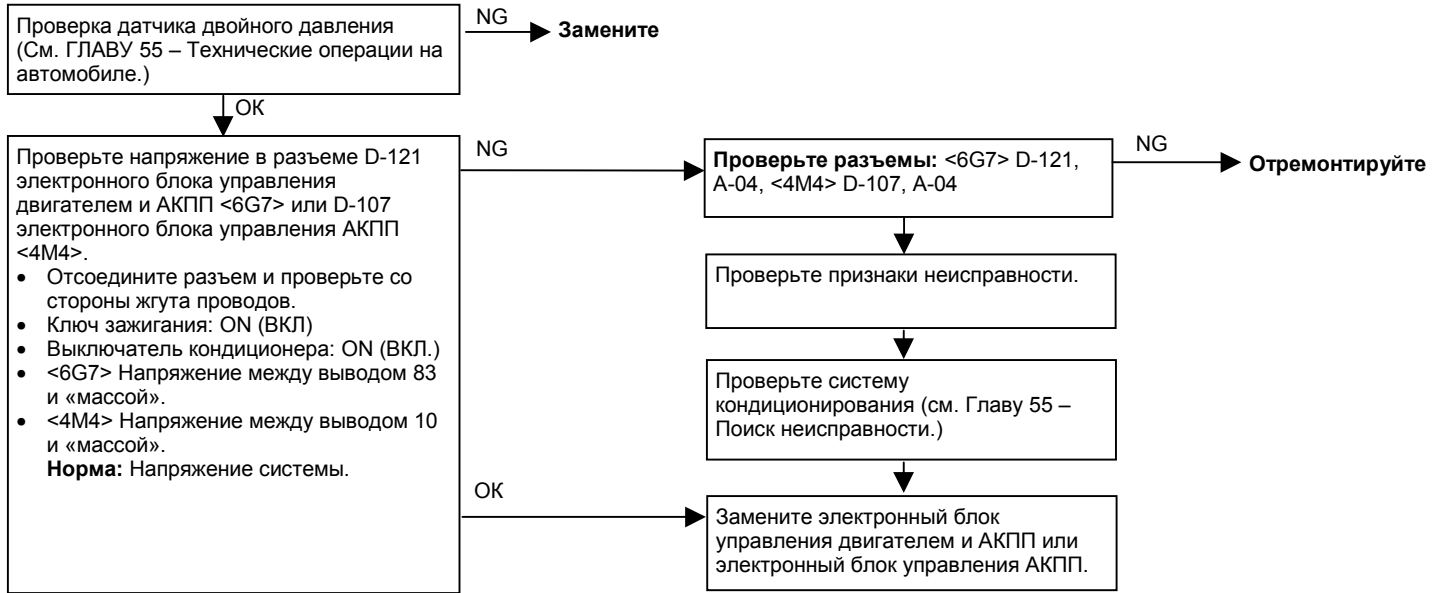 Проверка датчика двойного давления
(См. ГЛАВУ 55 – Технические операции на
автомобиле.)
NG
Замените
ОК
Проверьте напряжение в разъеме D-121
электронного блока управления
двигателем и АКПП <6G7> или D-107
электронного блока управления АКПП
<4M4>.
• Отсоедините разъем и проверьте со
стороны жгута проводов.
• Ключ зажигания: ON (ВКЛ)
• Выключатель кондиционера: ON (ВКЛ.)
• <6G7> Напряжение между выводом 83
и «массой».
• <4M4> Напряжение между выводом 10
и «массой».
Норма: Напряжение системы.
NG
Проверьте разъемы: <6G7> D-121,
A-04, <4M4> D-107, A-04
NG
Отремонтируйте
Проверьте признаки неисправности.
Проверьте систему
кондиционирования (см. Главу 55 –
Поиск неисправности.)
ОК
Замените электронный блок
управления двигателем и АКПП или
электронный блок управления АКПП.